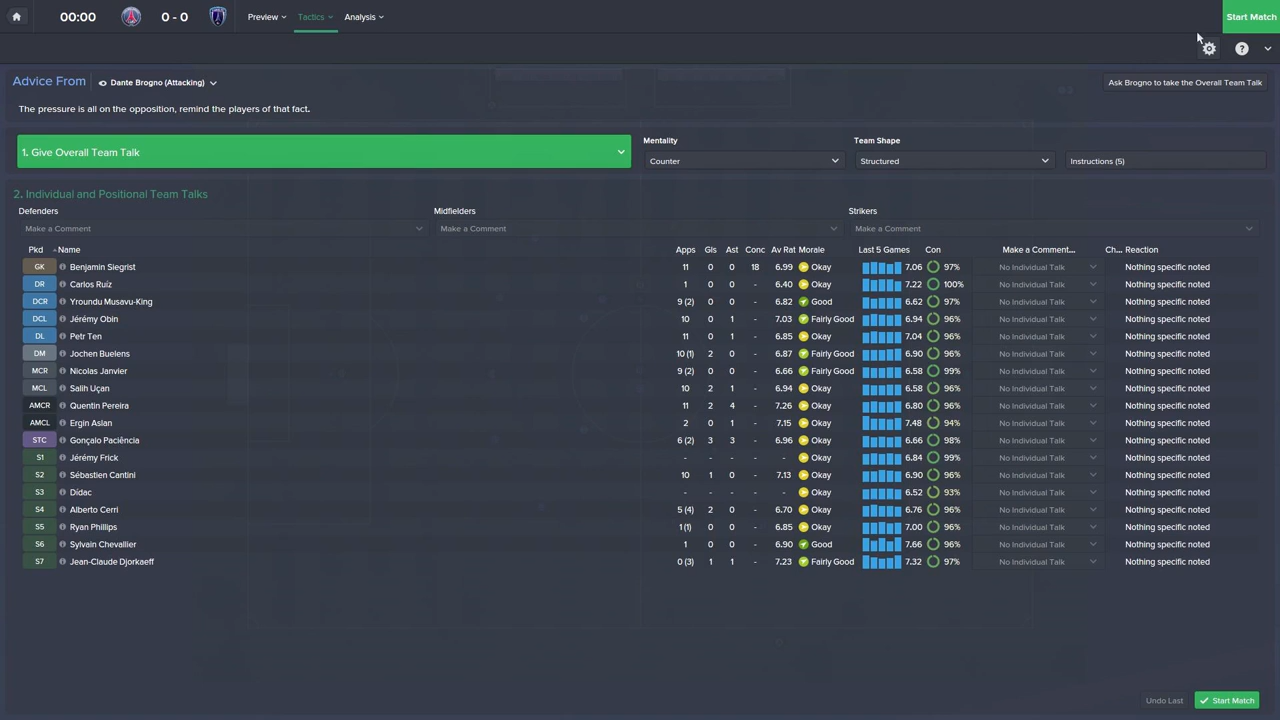 00:00 0 - 0 Preview Tactics Analysis Start Match
Advice From Dante Brogno (Attacking) Ask Brogno to take the Overall Team Talk
The pressure is all on the opposition, remind the players of that fact.
Mentality Team Shape
1. Give Overall Team Talk Counter Structured Instructions (5)
2. Individual and Positional Team Talks
Defenders Midfielders Strikers
Make a Comment Make a Comment Make a Comment
Pkd Name Apps Gls Ast Conc Av Rat Morale Last 5 Games Con Make a Comment... Ch... Reaction
GK Benjamin Siegrist 11 0 0 18 6.99 Okay 7.06 97% No Individual Talk Nothing specific noted
DR Carlos Ruíz 1 0 0 - 6.40 Okay 7.22 100% No Individual Talk Nothing specific noted
DCR Yroundu Musavu-King 9 (2) 0 0 - 6.82 Good 6.62 97% No Individual Talk Nothing specific noted
DCL Jérémy Obin 10 0 1 - 7.03 Fairly Good 6.94 96% No Individual Talk Nothing specific noted
DL Petr Ten 11 0 1 - 6.85 Okay 7.04 96% No Individual Talk Nothing specific noted
DM Jochen Buelens 10 (1) 2 0 - 6.87 Fairly Good 6.90 96% No Individual Talk Nothing specific noted
MCR Nicolas Janvier 9 (2) 0 0 - 6.66 Fairly Good 6.58 99% No Individual Talk Nothing specific noted
MCL Salih Uçan 10 2 1 - 6.94 Okay 6.58 96% No Individual Talk Nothing specific noted
AMCR Quentin Pereira 11 2 4 - 7.26 Okay 6.80 96% No Individual Talk Nothing specific noted
AMCL Ergin Aslan 2 0 1 - 7.15 Okay 7.48 94% No Individual Talk Nothing specific noted
STC Gonçalo Paciência 6 (2) 3 3 - 6.96 Okay 6.66 98% No Individual Talk Nothing specific noted
S1 Jérémy Frick - - - - - Okay 6.84 99% No Individual Talk Nothing specific noted
S2 Sébastien Cantini 10 1 0 - 7.13 Okay 6.90 96% No Individual Talk Nothing specific noted
S3 Dídac - - - - - Okay 6.52 93% No Individual Talk Nothing specific noted
S4 Alberto Cerri 5 (4) 2 0 - 6.70 Okay 6.76 96% No Individual Talk Nothing specific noted
S5 Ryan Phillips 1 (1) 0 0 - 6.85 Okay 7.00 96% No Individual Talk Nothing specific noted
S6 Sylvain Chevallier 1 0 0 - 6.90 Good 7.66 96% No Individual Talk Nothing specific noted
S7 Jean-Claude Djorkaeff 0 (3) 1 1 - 7.23 Fairly Good 7.32 97% No Individual Talk Nothing specific noted
Undo Last Start Match